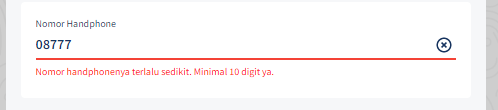 Nomor Handphone
08777
Nomor handphonenya terlalu sedikit. Minimal 10 digit ya.